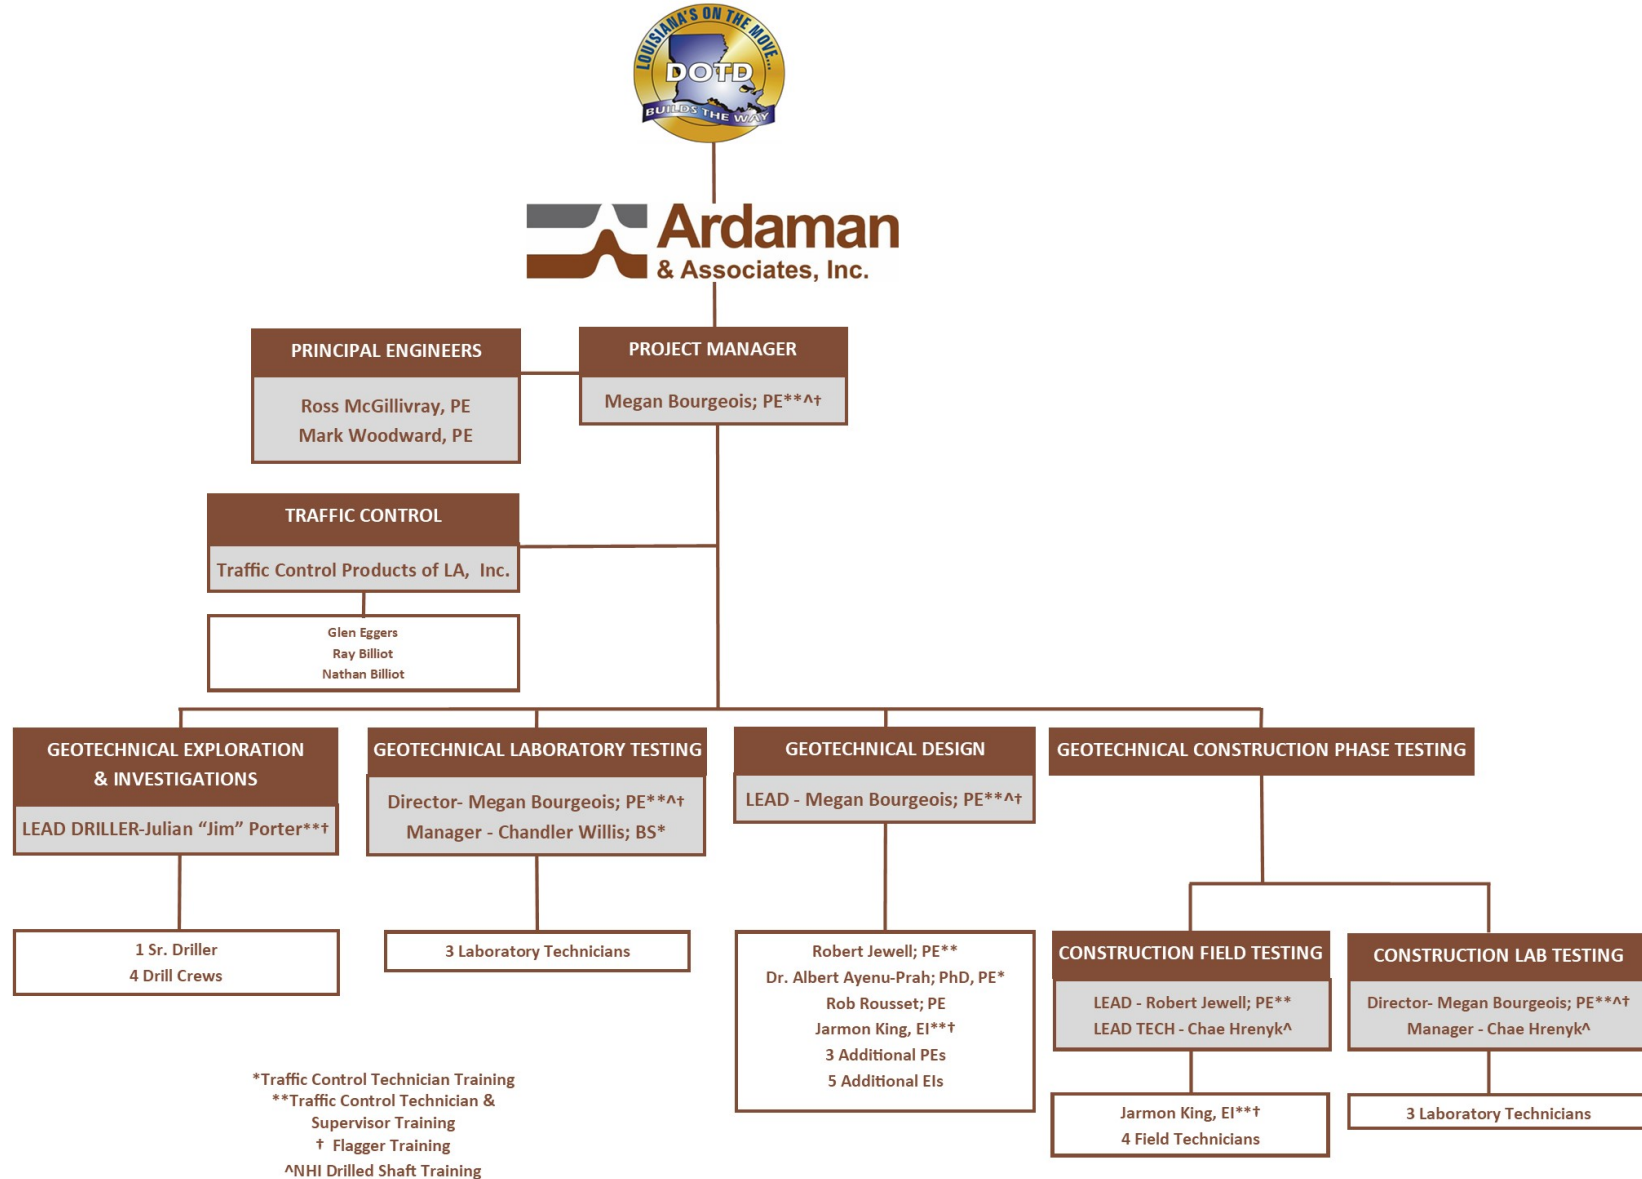 LOUISIANA'S ON THE MOVE...
DOTD
BUILDS THE WAY
Ardaman
& Associates, Inc.
PRINCIPAL ENGINEERS
Ross McGillivray, PE
Mark Woodward, PE
PROJECT MANAGER
Megan Bourgeois; PE**^†
TRAFFIC CONTROL
Traffic Control Products of LA, Inc.
Glen Eggers
Ray Billiot
Nathan Billiot
GEOTECHNICAL EXPLORATION
& INVESTIGATIONS
LEAD DRILLER-Julian “Jim” Porter**†
1 Sr. Driller
4 Drill Crews
GEOTECHNICAL LABORATORY TESTING
Director- Megan Bourgeois; PE**^†
Manager - Chandler Willis; BS*
3 Laboratory Technicians
GEOTECHNICAL DESIGN
LEAD - Megan Bourgeois; PE**^†
Robert Jewell; PE**
Dr. Albert Ayenu-Prah; PhD, PE*
Rob Rousset; PE
Jarmon King, EI**†
3 Additional PEs
5 Additional EIs
GEOTECHNICAL CONSTRUCTION PHASE TESTING
CONSTRUCTION FIELD TESTING
LEAD - Robert Jewell; PE**
LEAD TECH - Chae Hrenyk^
Jarmon King, EI**†
4 Field Technicians
CONSTRUCTION LAB TESTING
Director- Megan Bourgeois; PE**^†
Manager - Chae Hrenyk^
3 Laboratory Technicians
*Traffic Control Technician Training
**Traffic Control Technician &
Supervisor Training
† Flagger Training
^NHI Drilled Shaft Training